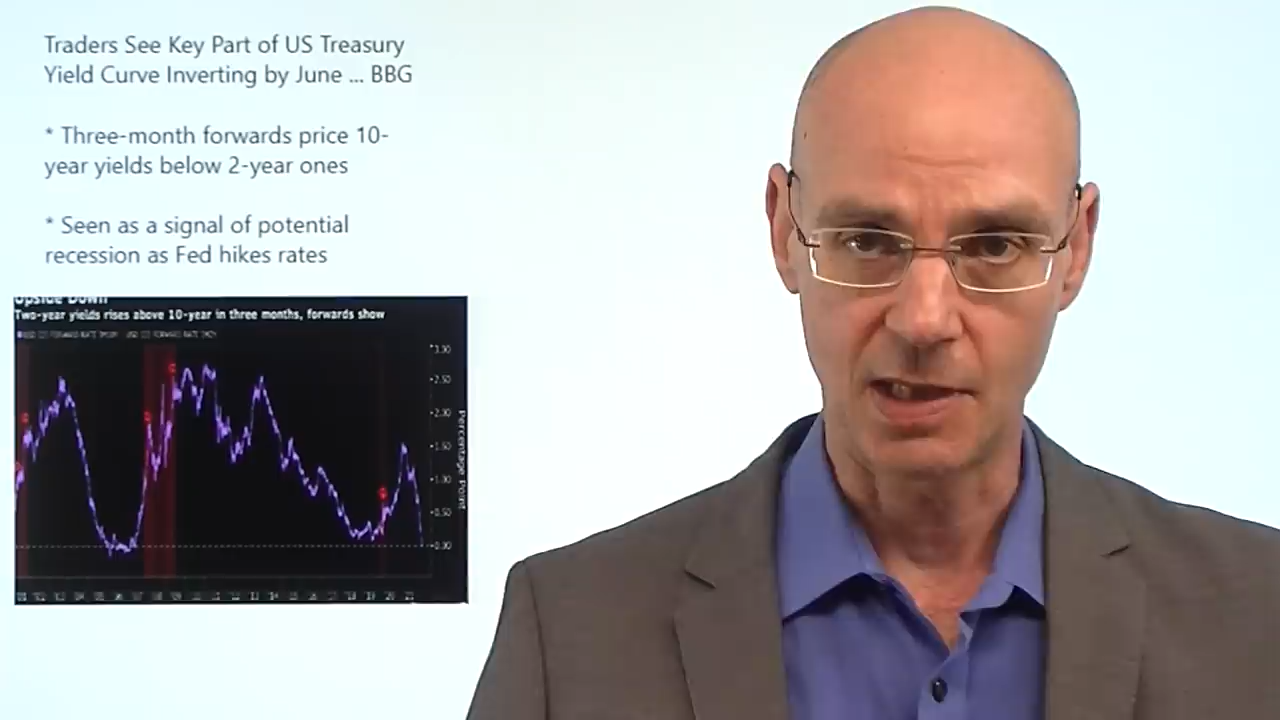 Traders See Key Part of US Treasury
Yield Curve Inverting by June ... BBG
* Three-month forwards price 10-
year yields below 2-year ones
* Seen as a signal of potential
recession as Fed hikes rates
Upside Down
Two-year yields rises above 10-year in three months, forwards show
3.00
2.50
2.00
1.50
1.00
0.50
0.00
Percentage Point